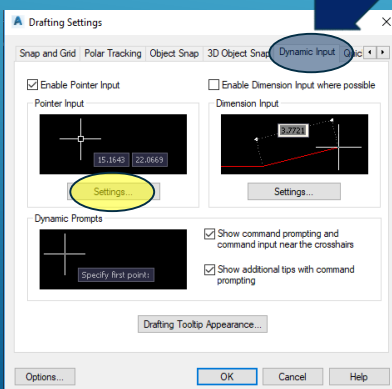 A Drafting Settings
Snap and Grid Polar Tracking Object Snap 3D Object Snap Dynamic Input
Enable Pointer Input
Enable Dimension Input where possible
Pointer Input
Dimension Input
15.1643 22.0669
3.7721
Settings...
Settings...
Dynamic Prompts
Specify first point:
Show command prompting and
command input near the crosshairs
Show additional tips with command
prompting
Drafting Tooltip Appearance...
Options... OK Cancel Help